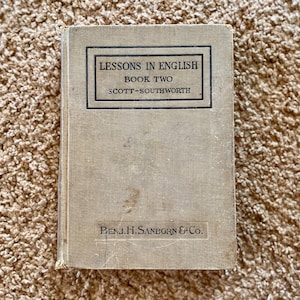 LESSONS IN ENGLISH
BOOK TWO
SCOTT-SOUTHWORTH
BENJ. H. SANBORN & CO.